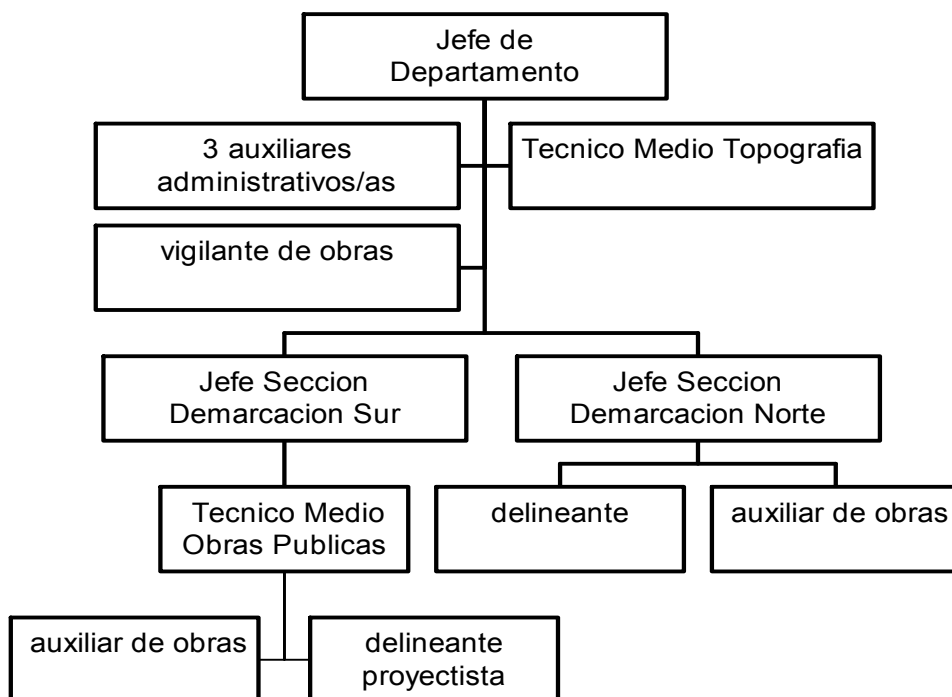 Jefe de
Departamento
3 auxiliares
administrativos/as
Tecnico Medio Topografia
vigilante de obras
Jefe Seccion
Demarcacion Sur
Jefe Seccion
Demarcacion Norte
Tecnico Medio
Obras Publicas
delineante
auxiliar de obras
auxiliar de obras
delineante
proyectista